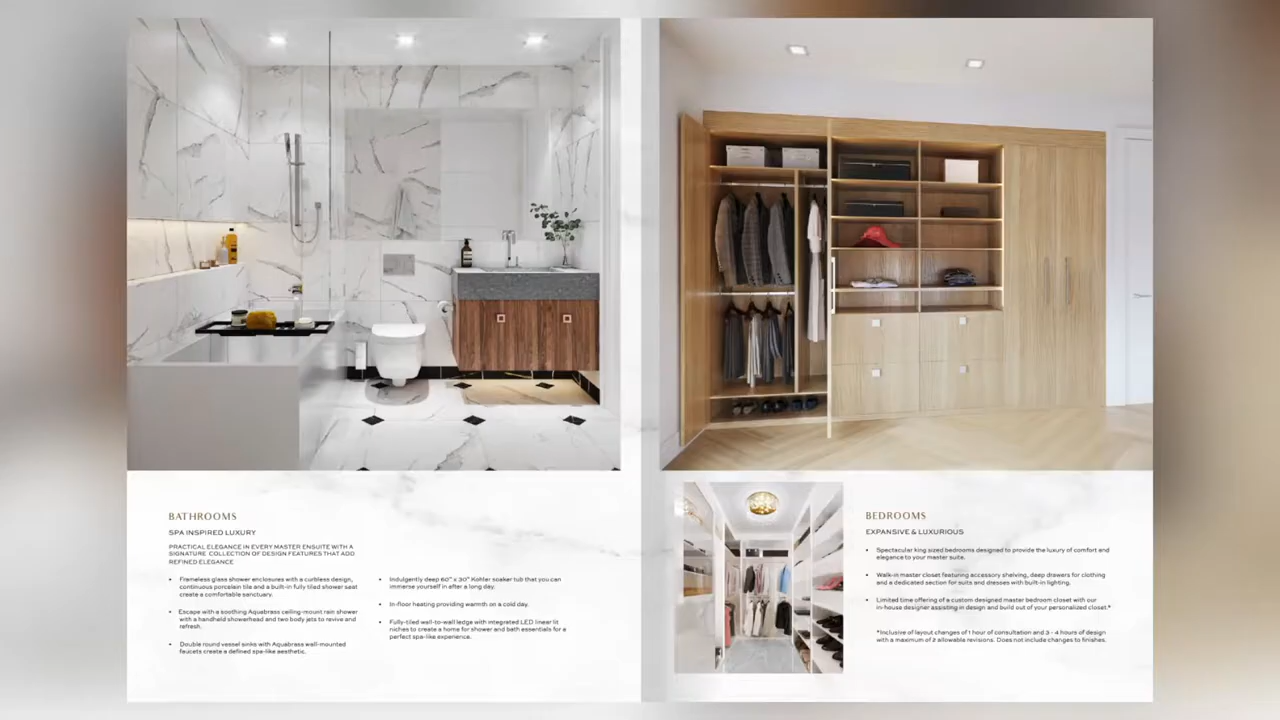 BATHROOMS
SPA INSPIRED LUXURY
PRACTICAL ELEGANCE IN EVERY MASTER ENSUITE WITH A
SIGNATURE COLLECTION OF DESIGN FEATURES THAT ADD
REFINED ELEGANCE
• Frameless glass shower enclosures with a curbless design,
continuous porcelain tile and a built-in fully tiled shower seat
create a comfortable sanctuary.
• Escape with a soothing Aquabrass ceiling-mount rain shower
with a handheld showerhead and two body jets to revive and
refresh.
• Double round vessel sinks with Aquabrass wall-mounted
faucets create a defined spa-like aesthetic.
• Indulgently deep 60" x 30" Kohler soaker tub that you can
immerse yourself in after a long day.
• In-floor heating providing warmth on a cold day.
• Fully-tiled wall-to-wall ledge with integrated LED linear lit
niches to create a home for shower and bath essentials for a
perfect spa-like experience.
BEDROOMS
EXPANSIVE & LUXURIOUS
• Spectacular king sized bedrooms designed to provide the luxury of comfort and
elegance to your master suite.
• Walk-in master closet featuring accessory shelving, deep drawers for clothing
and a dedicated section for suits and dresses with built-in lighting.
• Limited time offering of a custom designed master bedroom closet with our
in-house designer assisting in design and build out of your personalized closet.*
*Inclusive of layout changes of 1 hour of consultation and 3 - 4 hours of design
with a maximum of 2 allowable revisions. Does not include changes to finishes.